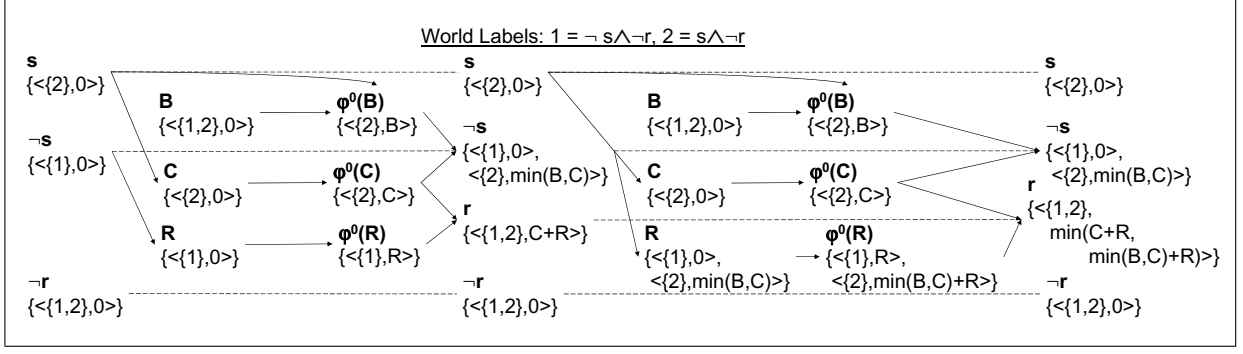 World Labels: 1 = ¬ s∧¬r, 2 = s∧¬r
s
{<{2},0>}
B
{<{1,2},0>}
φ⁰(B)
{<{2},B>}
¬s
{<{1},0>}
C
{<{2},0>}
φ⁰(C)
{<{2},C>}
R
{<{1},0>}
φ⁰(R)
{<{1},R>}
¬r
{<{1,2},0>}
s
{<{2},0>}
¬s
{<{1},0>,
<{2},min(B,C)>}
r
{<{1,2},C+R>}
¬r
{<{1,2},0>}
B
{<{1,2},0>}
φ⁰(B)
{<{2},B>}
C
{<{2},0>}
φ⁰(C)
{<{2},C>}
R
{<{1},0>,
<{2},min(B,C)>}
φ⁰(R)
{<{1},R>,
<{2},min(B,C)+R>}
s
{<{2},0>}
¬s
{<{1},0>,
<{2},min(B,C)>}
r
{<{1,2},
min(C+R,
min(B,C)+R)>}
¬r
{<{1,2},0>}